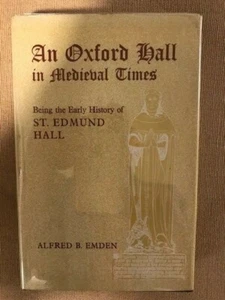 An Oxford Hall
in Medieval Times
Being the Early History of
ST. EDMUND
HALL
ALFRED B. EMDEN